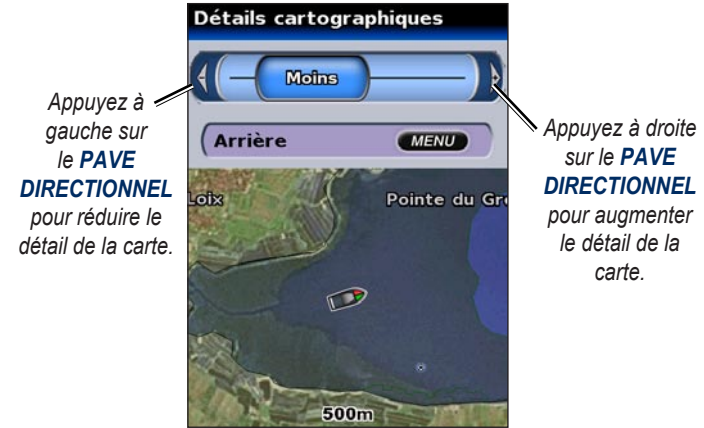 Détails cartographiques
Moins
Arrière
MENU
Appuyez à
gauche sur
le PAVE
DIRECTIONNEL
pour réduire le
détail de la carte.
Appuyez à droite
sur le PAVE
DIRECTIONNEL
pour augmenter
le détail de la
carte.
Loix
Pointe du Gro
500m